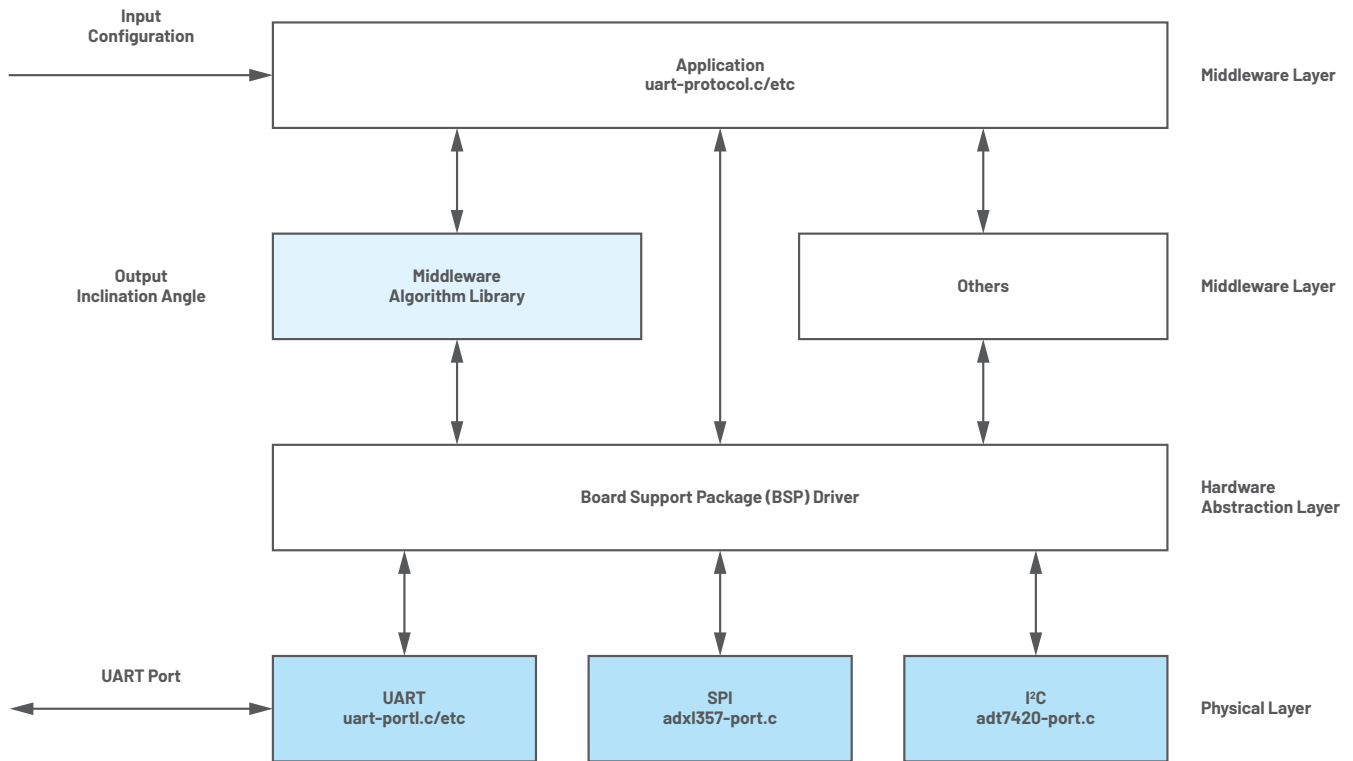 Input
Configuration
Application
uart-protocol.c/etc
Middleware Layer
Output
Inclination Angle
Middleware
Algorithm Library
Others
Middleware Layer
Board Support Package (BSP) Driver
Hardware
Abstraction Layer
UART Port
UART
uart-portl.c/etc
SPI
adxl357-port.c
I²C
adt7420-port.c
Physical Layer